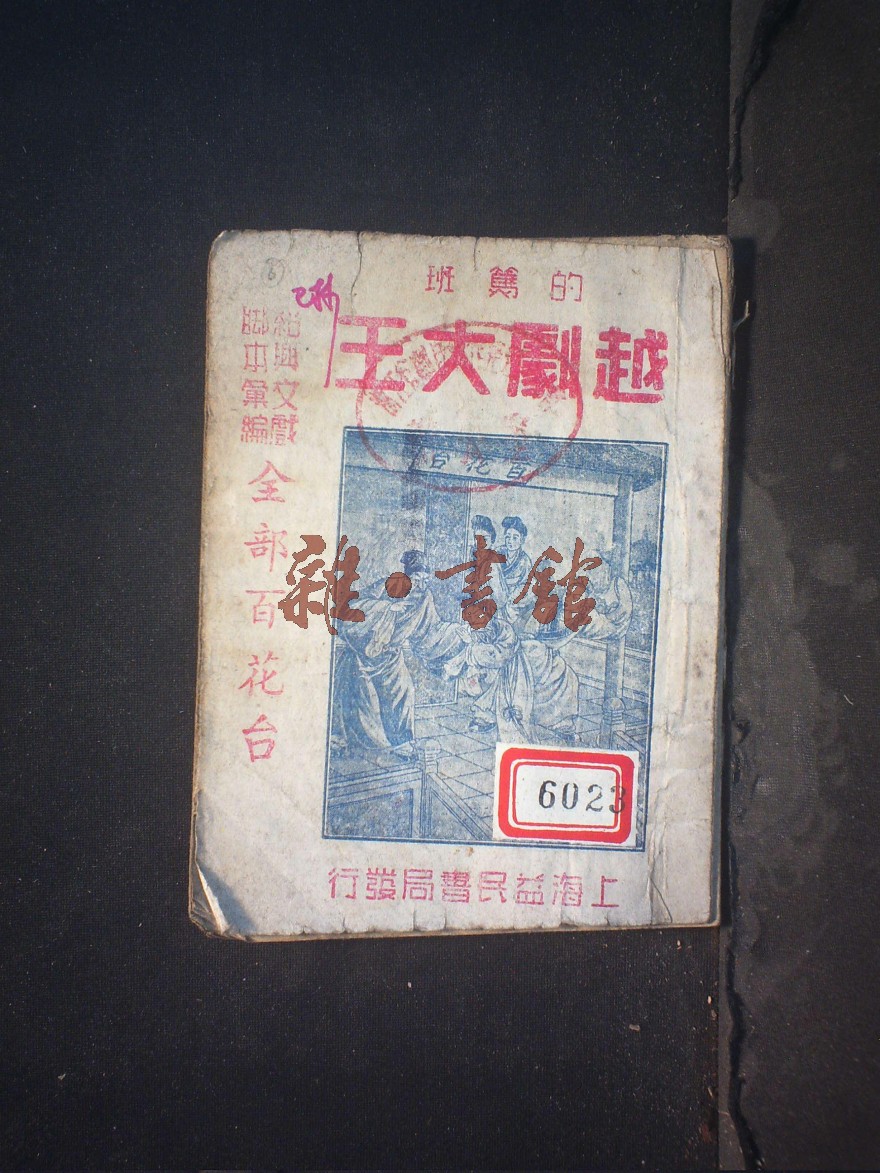 的篤班
越劇大王
紹興文戲
脚本彙編
全部百花台
百花台
雜·書館
6023
上海益民書局發行